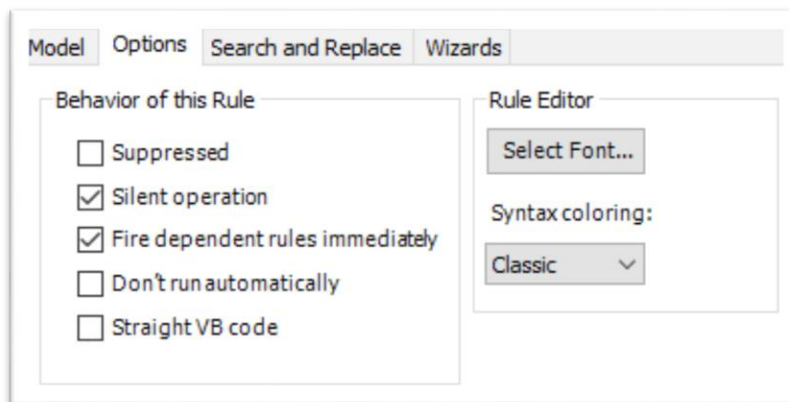 Model Options Search and Replace Wizards
Behavior of this Rule
Suppressed
Silent operation
Fire dependent rules immediately
Don't run automatically
Straight VB code
Rule Editor
Select Font...
Syntax coloring:
Classic